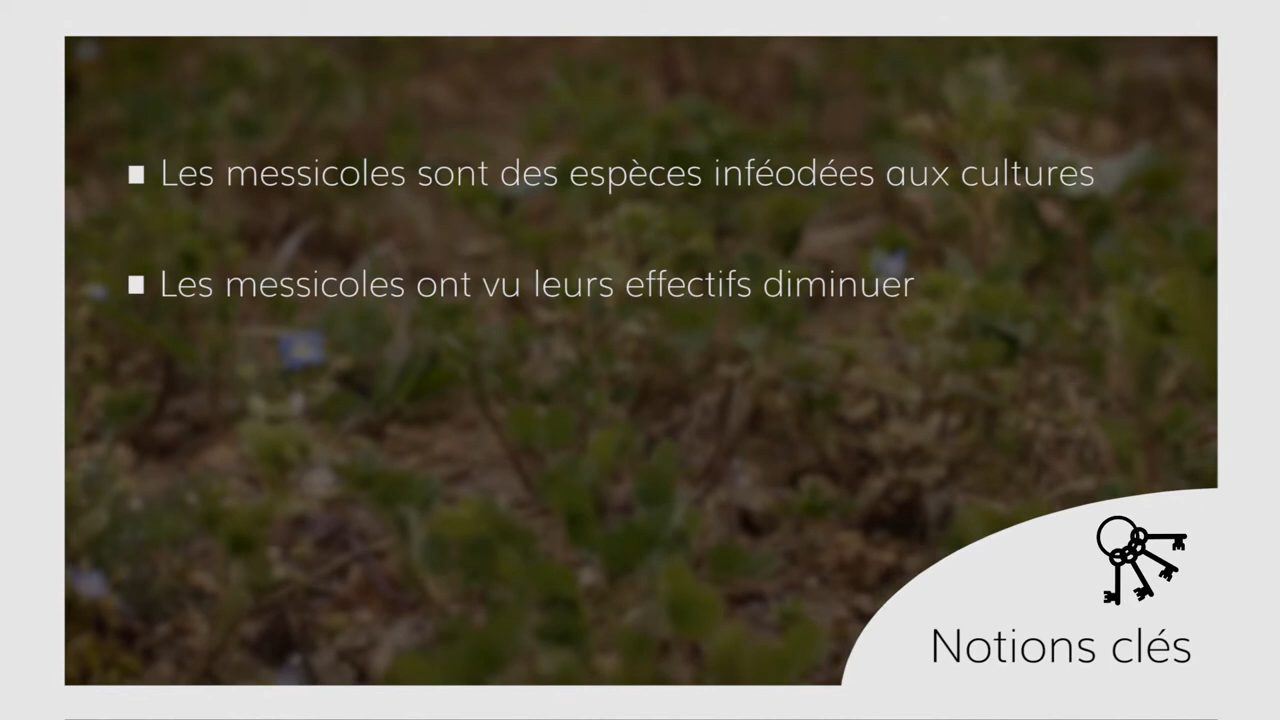 Les messicoles sont des espèces inféodées aux cultures
Les messicoles ont vu leurs effectifs diminuer
Notions clés